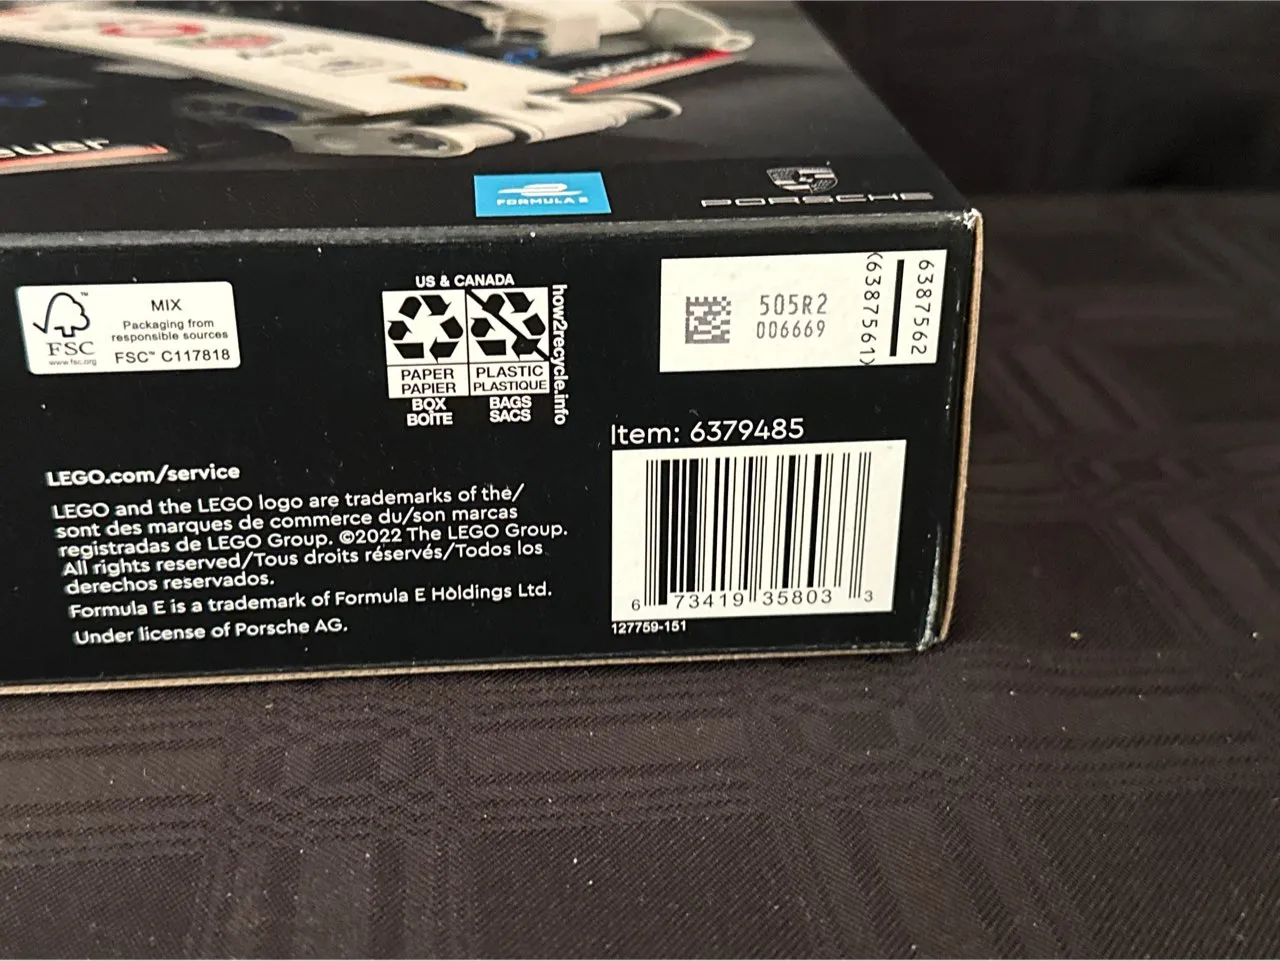 FORMULA E
PORSCHE
FSC™
www.fsc.org
MIX
Packaging from
responsible sources
FSC™ C117818
US & CANADA
PAPER
PAPIER
BOX
BOÎTE
PLASTIC
PLASTIQUE
BAGS
SACS
how2recycle.info
505R2
006669
(6387561)
6387562
Item: 6379485
6 73419 35803 3
127759-151
LEGO.com/service
LEGO and the LEGO logo are trademarks of the/
sont des marques de commerce du/son marcas
registradas de LEGO Group. ©2022 The LEGO Group.
All rights reserved/Tous droits réservés/Todos los
derechos reservados.
Formula E is a trademark of Formula E Holdings Ltd.
Under license of Porsche AG.